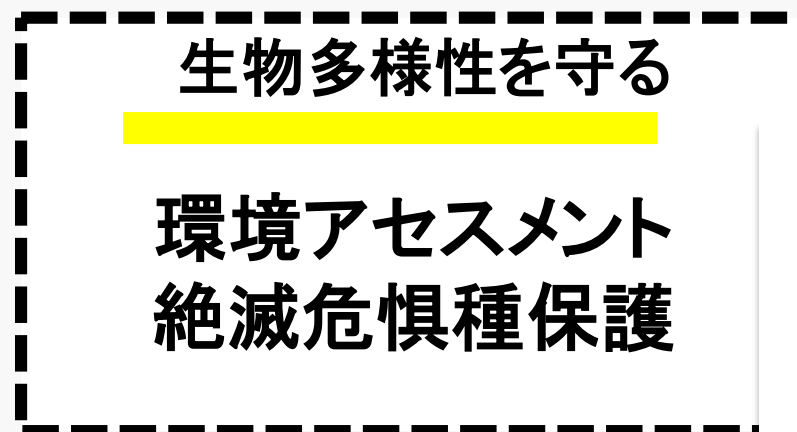 生物多様性を守る
環境アセスメント
絶滅危惧種保護